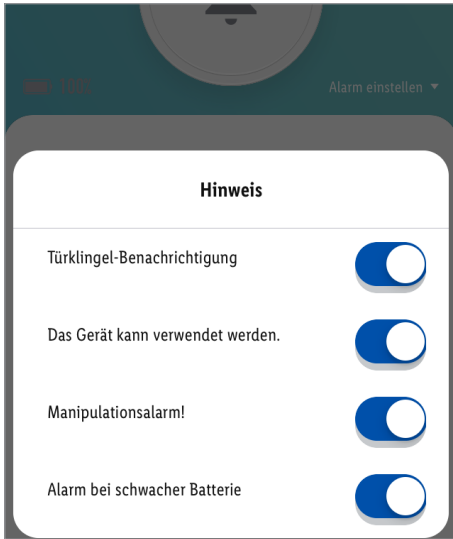 Alarm einstellen
Hinweis
Türklingel-Benachrichtigung
Das Gerät kann verwendet werden.
Manipulationsalarm!
Alarm bei schwacher Batterie